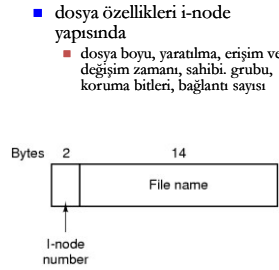 dosya özellikleri i-node
yapısında
dosya boyu, yaratılma, erişim ve
değişim zamanı, sahibi. grubu,
koruma bitleri, bağlantı sayısı
Bytes 2 14
File name
I-node
number